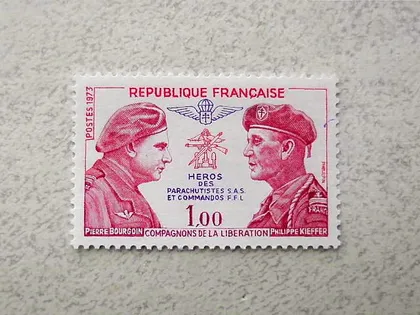 REPUBLIQUE FRANÇAISE
POSTES 1973
HEROS
DES
PARACHUTISTES S.A.S.
ET COMMANDOS F.F.L
1,00
FRANCE
PIERRE BOURGOIN COMPAGNONS DE LA LIBERATION PHILIPPE KIEFFER